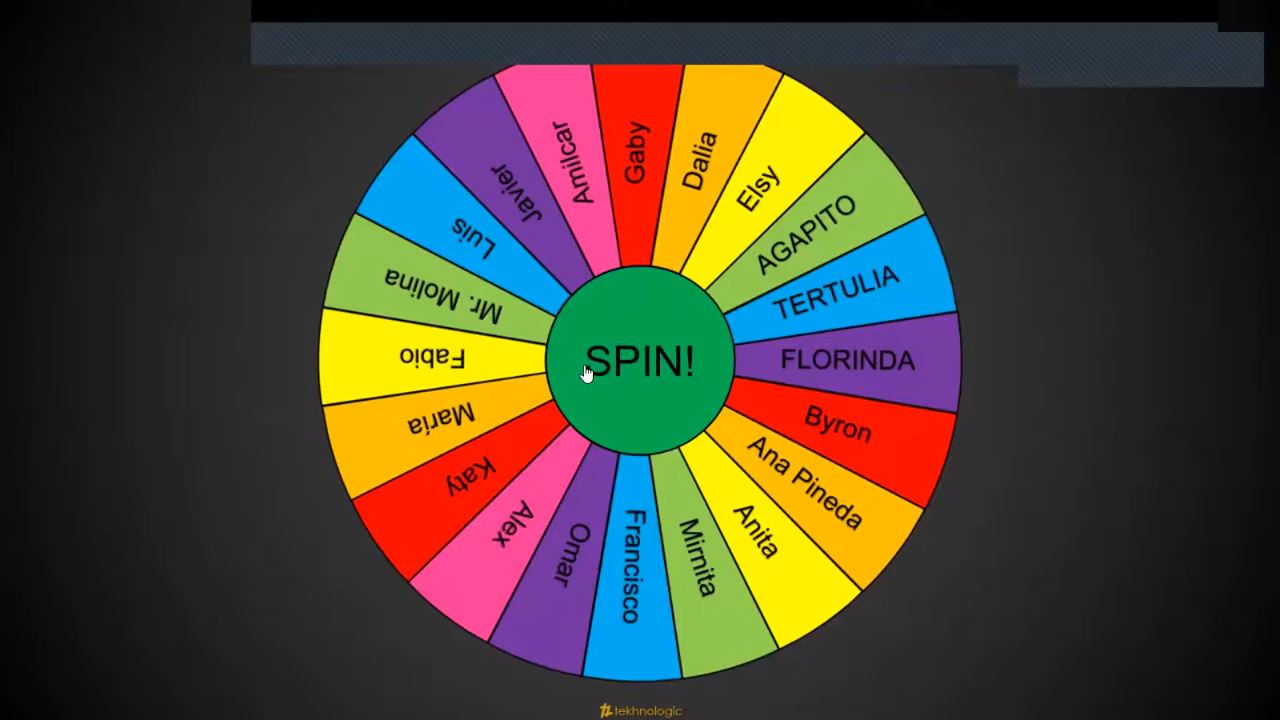 Gaby
Dalia
Elsy
AGAPITO
TERTULIA
FLORINDA
Byron
Ana Pineda
Anita
Mirnita
Francisco
Omar
Alex
Katy
María
Fabio
Mr. Molina
Luis
Javier
Amilcar
SPIN!
tekhnologic